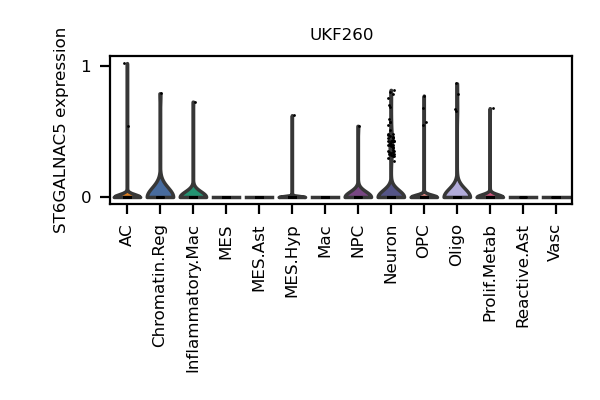 UKF260
ST6GALNAC5 expression
1
0
AC
Chromatin.Reg
Inflammatory.Mac
MES
MES.Ast
MES.Hyp
Mac
NPC
Neuron
OPC
Oligo
Prolif.Metab
Reactive.Ast
Vasc